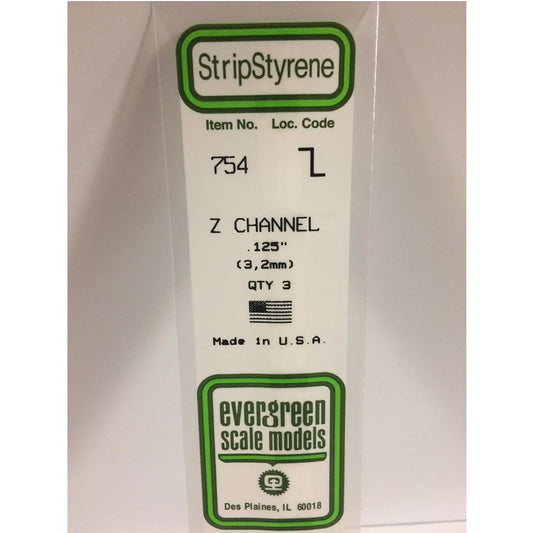 StripStyrene
Item No. Loc. Code
754
Z CHANNEL
.125"
(3,2mm)
QTY 3
Made in U.S.A.
evergreen
scale models
Des Plaines, IL 60018